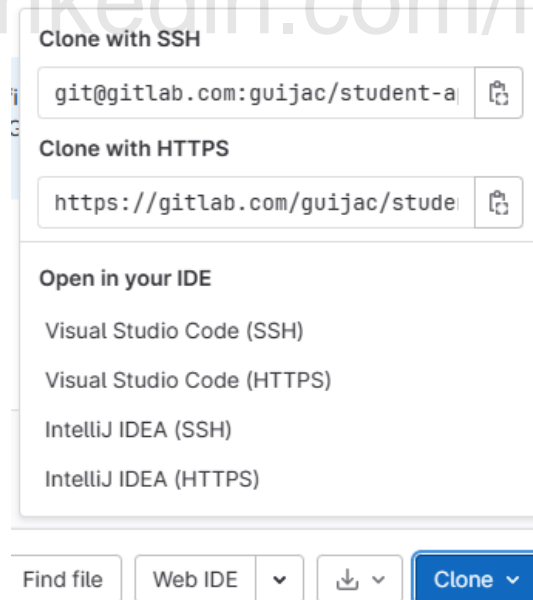 Clone with SSH
git@gitlab.com:guijac/student-a
Clone with HTTPS
https://gitlab.com/guijac/stude
Open in your IDE
Visual Studio Code (SSH)
Visual Studio Code (HTTPS)
IntelliJ IDEA (SSH)
IntelliJ IDEA (HTTPS)
Find file
Web IDE
Clone